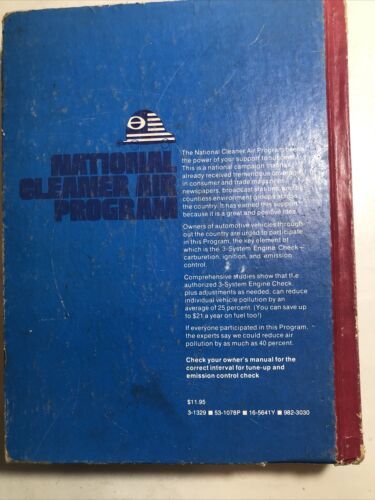 NATIONAL
CLEANER AIR
PROGRAM
The National Cleaner Air Program needs
the power of your support to succeed.
This is a national campaign that has
already received tremendous coverage
in consumer and trade magazines,
newspapers, broadcast stations, and by
countless environment groups across
the country. It has earned this support
because it is a great and positive idea.
Owners of automotive vehicles through-
out the country are urged to participate
in this Program, the key element of
which is the 3-System Engine Check —
carburetion, ignition, and emission
control.
Comprehensive studies show that the
authorized 3-System Engine Check,
plus adjustments as needed, can reduce
individual vehicle pollution by an
average of 25 percent. (You can save up
to $21 a year on fuel too!)
If everyone participated in this Program,
the experts say we could reduce air
pollution by as much as 40 percent.
Check your owner's manual for the
correct interval for tune-up and
emission control check
$11.95
3-1329 ■ 53-1078P ■ 16-5641Y ■ 982-3030